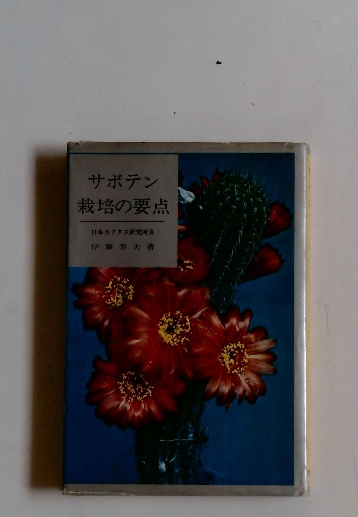 サボテン
栽培の要点
日本カクタス研究所長
伊藤芳夫著